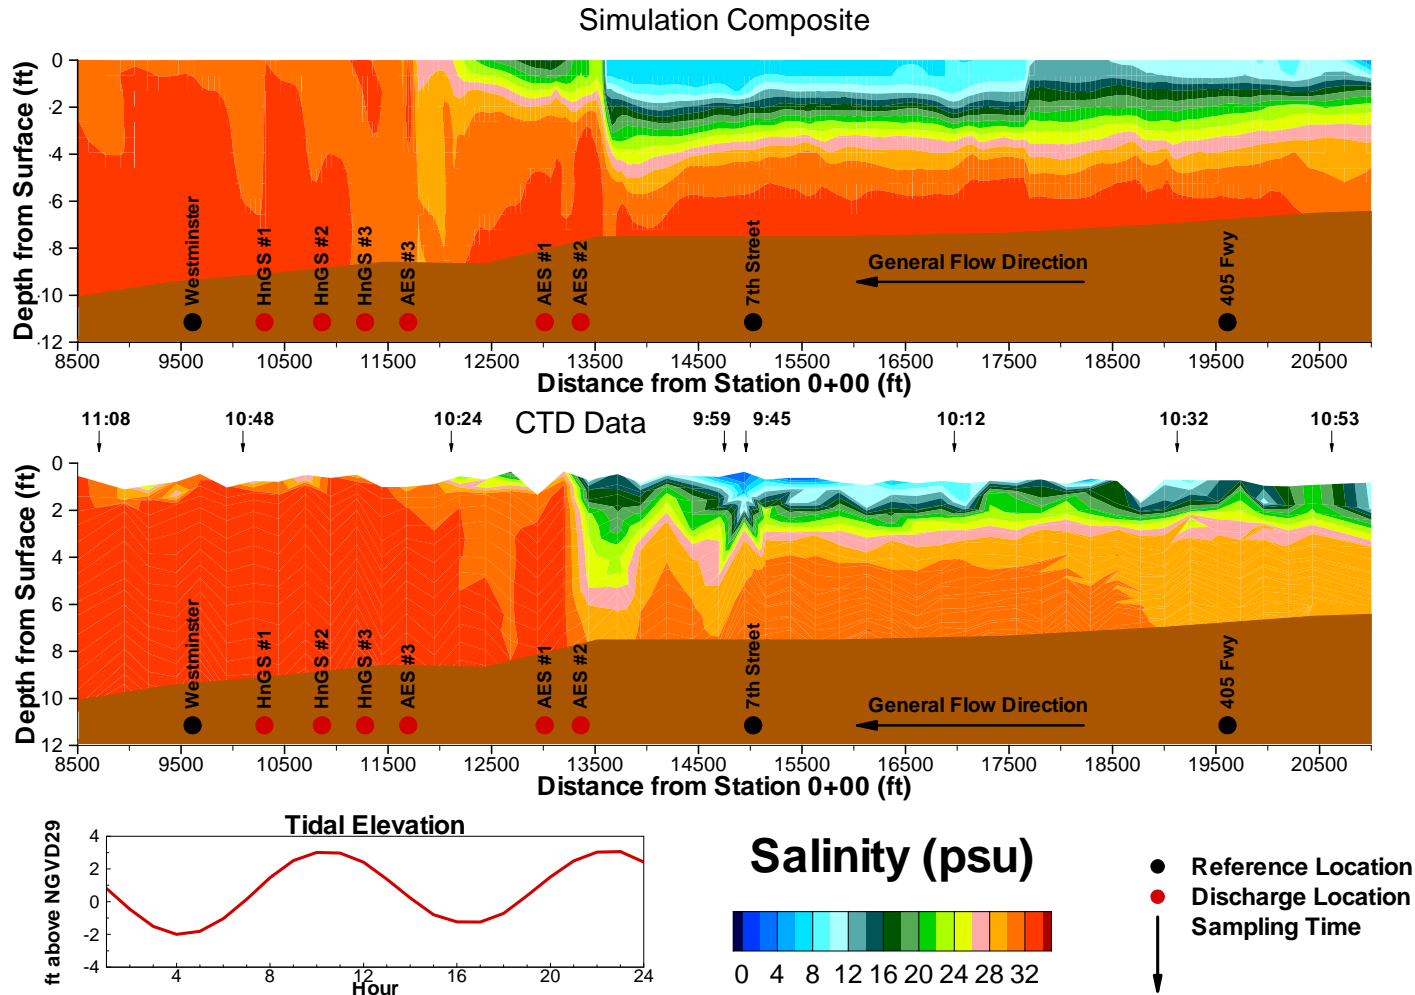 Simulation Composite
Depth from Surface (ft)
0
-2
-4
-6
-8
-10
-12
Westminster
HnGS #1
HnGS #2
HnGS #3
AES #3
AES #1
AES #2
7th Street
405 Fwy
General Flow Direction
8500 9500 10500 11500 12500 13500 14500 15500 16500 17500 18500 19500 20500
Distance from Station 0+00 (ft)
11:08 10:48 10:24 CTD Data 9:59 9:45 10:12 10:32 10:53
Depth from Surface (ft)
0
2
4
6
8
10
12
Westminster
HnGS #1
HnGS #2
HnGS #3
AES #3
AES #1
AES #2
7th Street
405 Fwy
General Flow Direction
8500 9500 10500 11500 12500 13500 14500 15500 16500 17500 18500 19500 20500
Distance from Station 0+00 (ft)
Tidal Elevation
ft above NGVD29
4
2
0
-2
-4
4 8 12 16 20 24
Hour
Salinity (psu)
0 4 8 12 16 20 24 28 32
Reference Location
Discharge Location
Sampling Time